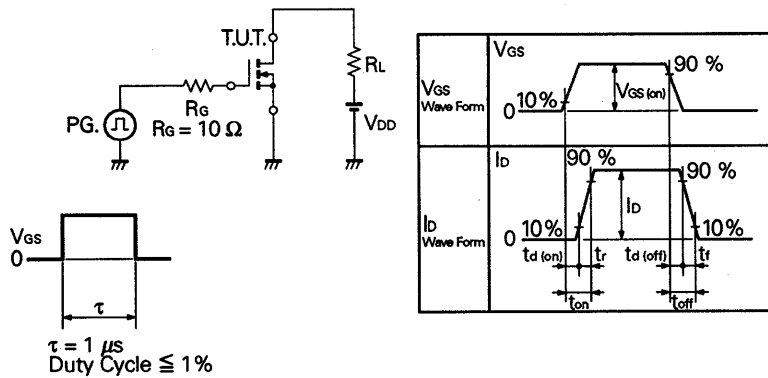 T.U.T.
RL
RG
RG = 10 Ω
PG.
VDD
VGS
0
τ
τ = 1 μs
Duty Cycle ≦ 1%
VGS
Wave Form
VGS
90 %
10%
VGS (on)
0
ID
Wave Form
ID
90 %
90 %
ID
10%
10%
0
td (on)
tr
td (off)
tf
ton
toff